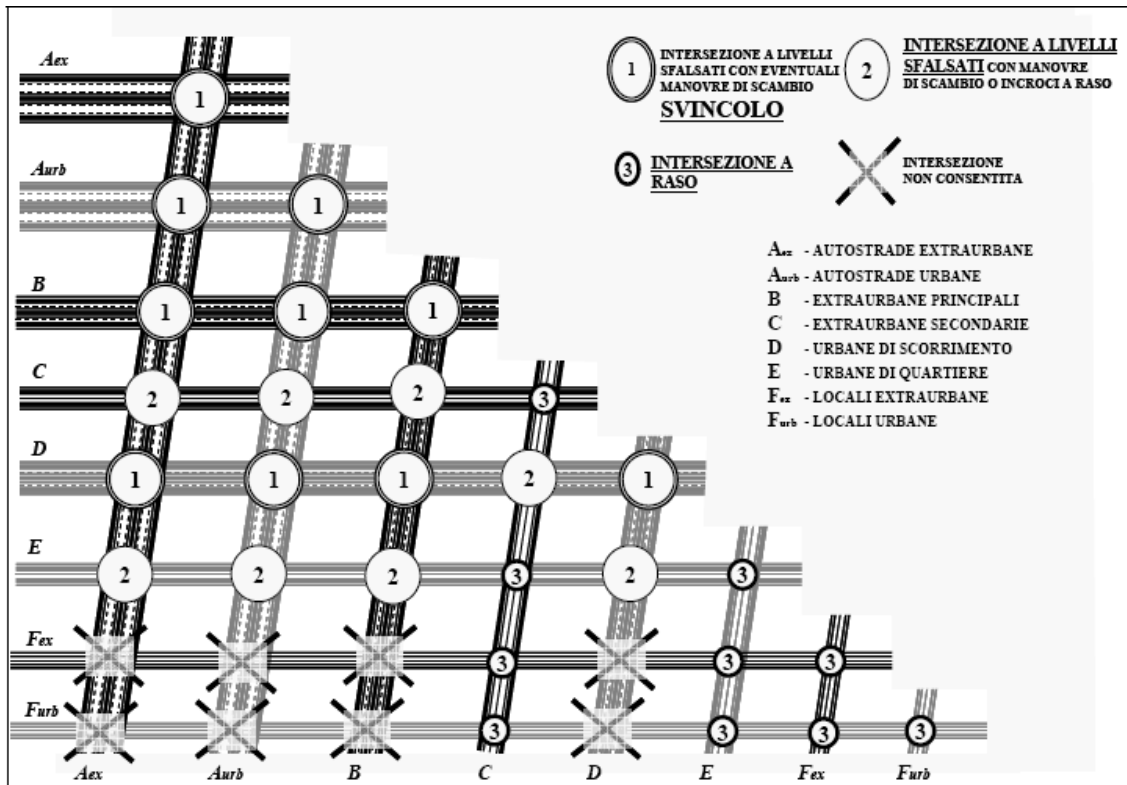 Aex
1
INTERSEZIONE A LIVELLI
SFALSATI CON EVENTUALI
MANOVRE DI SCAMBIO
SVINCOLO
2
INTERSEZIONE A LIVELLI
SFALSATI CON MANOVRE
DI SCAMBIO O INCROCI A RASO
1
3
INTERSEZIONE A
RASO
INTERSEZIONE
NON CONSENTITA
Aurb
1 1
Aex - AUTOSTRADE EXTRAURBANE
Aurb - AUTOSTRADE URBANE
B - EXTRAURBANE PRINCIPALI
C - EXTRAURBANE SECONDARIE
D - URBANE DI SCORRIMENTO
E - URBANE DI QUARTIERE
Fex - LOCALI EXTRAURBANE
Furb - LOCALI URBANE
B
1 1 1
C
2 2 2 3
D
1 1 1 2 1
E
2 2 2 3 2 3
Fex
3 3 3
Furb
3 3 3 3
Aex Aurb B C D E Fex Furb